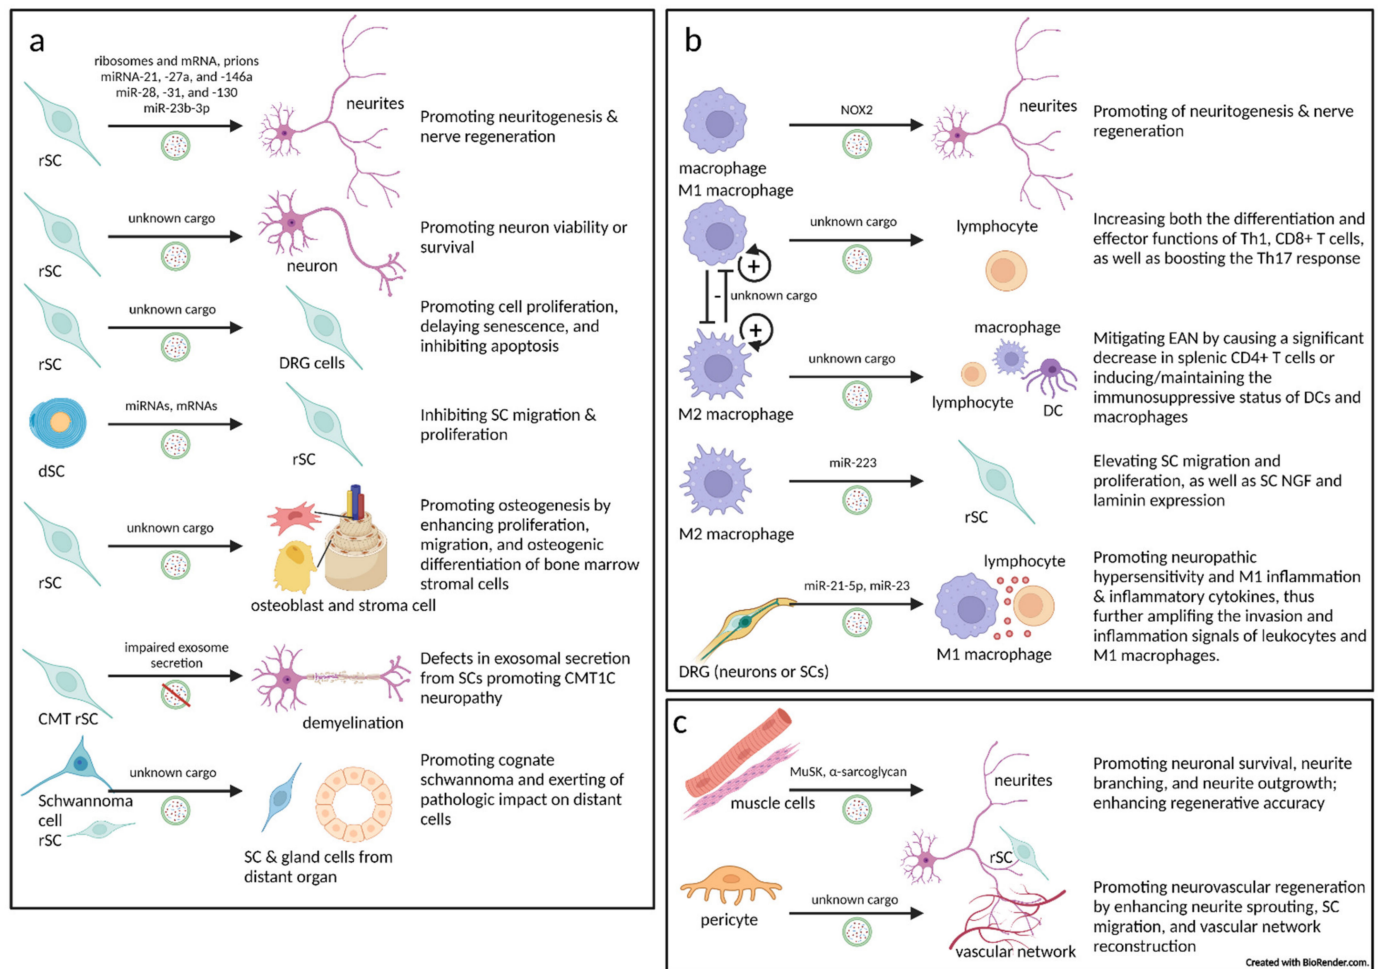 a
ribosomes and mRNA, prions
miRNA-21, -27a, and -146a
miR-28, -31, and -130
miR-23b-3p
rSC
neurites
Promoting neuritogenesis &
nerve regeneration
unknown cargo
rSC
neuron
Promoting neuron viability or
survival
unknown cargo
rSC
DRG cells
Promoting cell proliferation,
delaying senescence, and
inhibiting apoptosis
miRNAs, mRNAs
dSC
rSC
Inhibiting SC migration &
proliferation
unknown cargo
rSC
osteoblast and stroma cell
Promoting osteogenesis by
enhancing proliferation,
migration, and osteogenic
differentiation of bone marrow
stromal cells
impaired exosome
secretion
CMT rSC
demyelination
Defects in exosomal secretion
from SCs promoting CMT1C
neuropathy
unknown cargo
Schwannoma
cell
rSC
SC & gland cells from
distant organ
Promoting cognate
schwannoma and exerting of
pathologic impact on distant
cells
b
NOX2
macrophage
M1 macrophage
neurites
Promoting of neuritogenesis & nerve
regeneration
unknown cargo
lymphocyte
Increasing both the differentiation and
effector functions of Th1, CD8+ T cells,
as well as boosting the Th17 response
+
-
unknown cargo
+
unknown cargo
M2 macrophage
macrophage
lymphocyte
DC
Mitigating EAN by causing a significant
decrease in splenic CD4+ T cells or
inducing/maintaining the
immunosuppressive status of DCs and
macrophages
miR-223
M2 macrophage
rSC
Elevating SC migration and
proliferation, as well as SC NGF and
laminin expression
miR-21-5p, miR-23
DRG (neurons or SCs)
lymphocyte
M1 macrophage
Promoting neuropathic
hypersensitivity and M1 inflammation
& inflammatory cytokines, thus
further amplifing the invasion and
inflammation signals of leukocytes and
M1 macrophages.
c
MuSK, α-sarcoglycan
muscle cells
neurites
Promoting neuronal survival, neurite
branching, and neurite outgrowth;
enhancing regenerative accuracy
rSC
unknown cargo
pericyte
vascular network
Promoting neurovascular regeneration
by enhancing neurite sprouting, SC
migration, and vascular network
reconstruction
Created with BioRender.com.